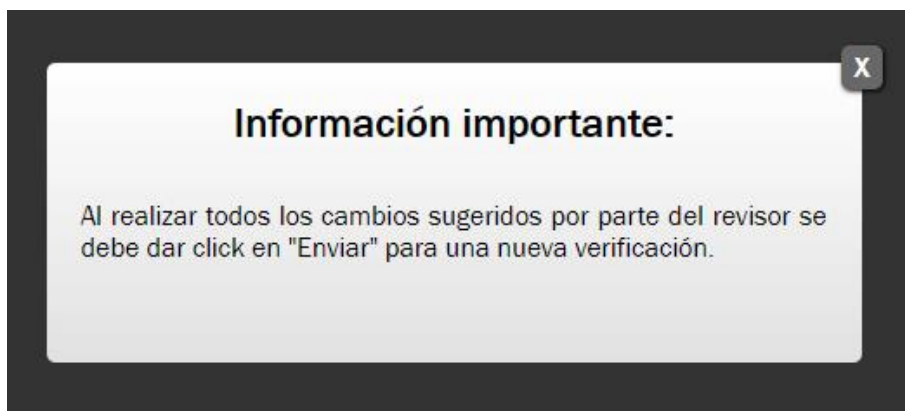 X
Información importante:
Al realizar todos los cambios sugeridos por parte del revisor se
debe dar click en "Enviar" para una nueva verificación.